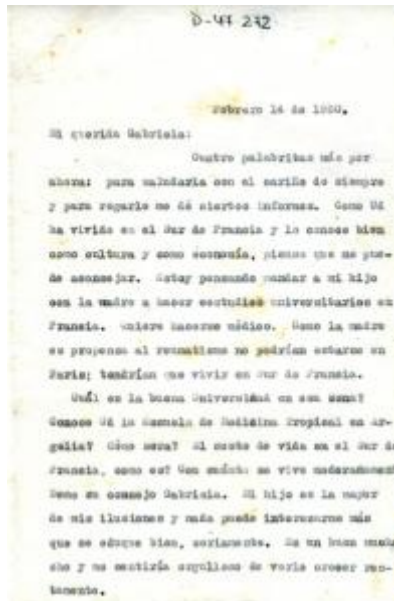 D-47 272
Febrero 14 de 1950.
Mi querida Gabriela:
Cuatro palabritas más por
ahora: para saludarla con el cariño de siempre
y para rogarle me dé ciertos informes. Como Ud
ha vivido en el Sur de Francia y lo conoce bien
como cultura y como economía, pienso que me pue-
de aconsejar. Estoy pensando mandar a mi hijo
con la madre a hacer estudios universitarios en
Francia. Quiere hacerse médico. Como la madre
es propensa al reumatismo no podrían estarse en
Paris; tendrían que vivir en Sur de Francia.
Cuál es la buena Universidad en esa zona?
Conoce Ud la Escuela de Medicina Tropical en Ar-
gelia? Cómo será? El costo de vida en el Sur de
Francia, como es? Con cuánto se vive moderadament
Deme su consejo Gabriela. Mi hijo es la mayor
de mis ilusiones y nada puede interesarme más
que se eduque bien, seriamente. Es un buen mucha
cho y me sentiría orgulloso de verlo crecer rec-
tamente.